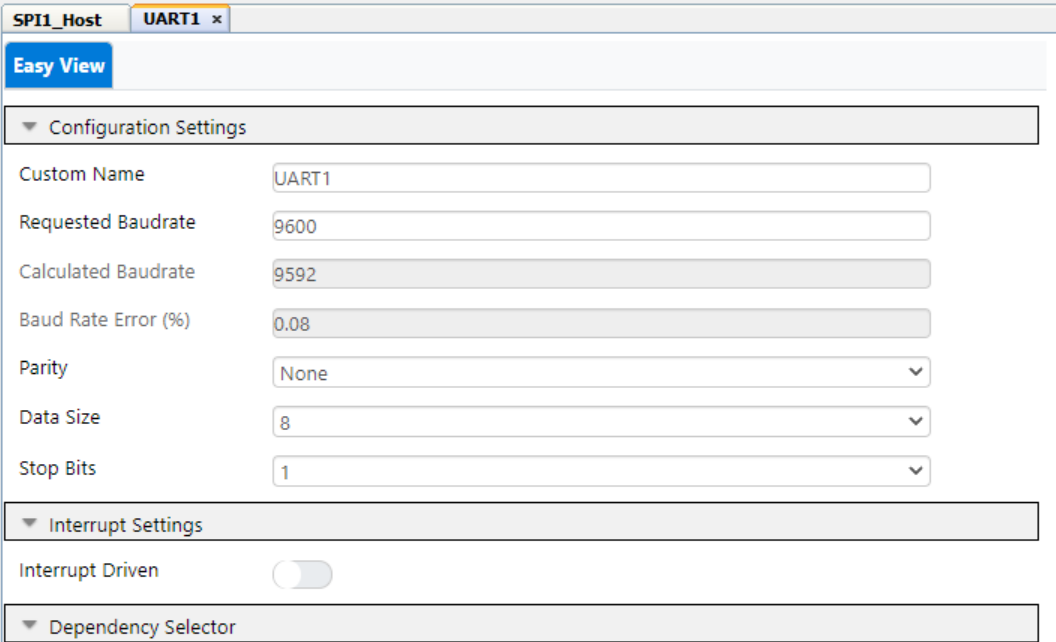 SPI1_Host UART1 ×
Easy View
Configuration Settings
Custom Name UART1
Requested Baudrate 9600
Calculated Baudrate 9592
Baud Rate Error (%) 0.08
Parity None
Data Size 8
Stop Bits 1
Interrupt Settings
Interrupt Driven
Dependency Selector